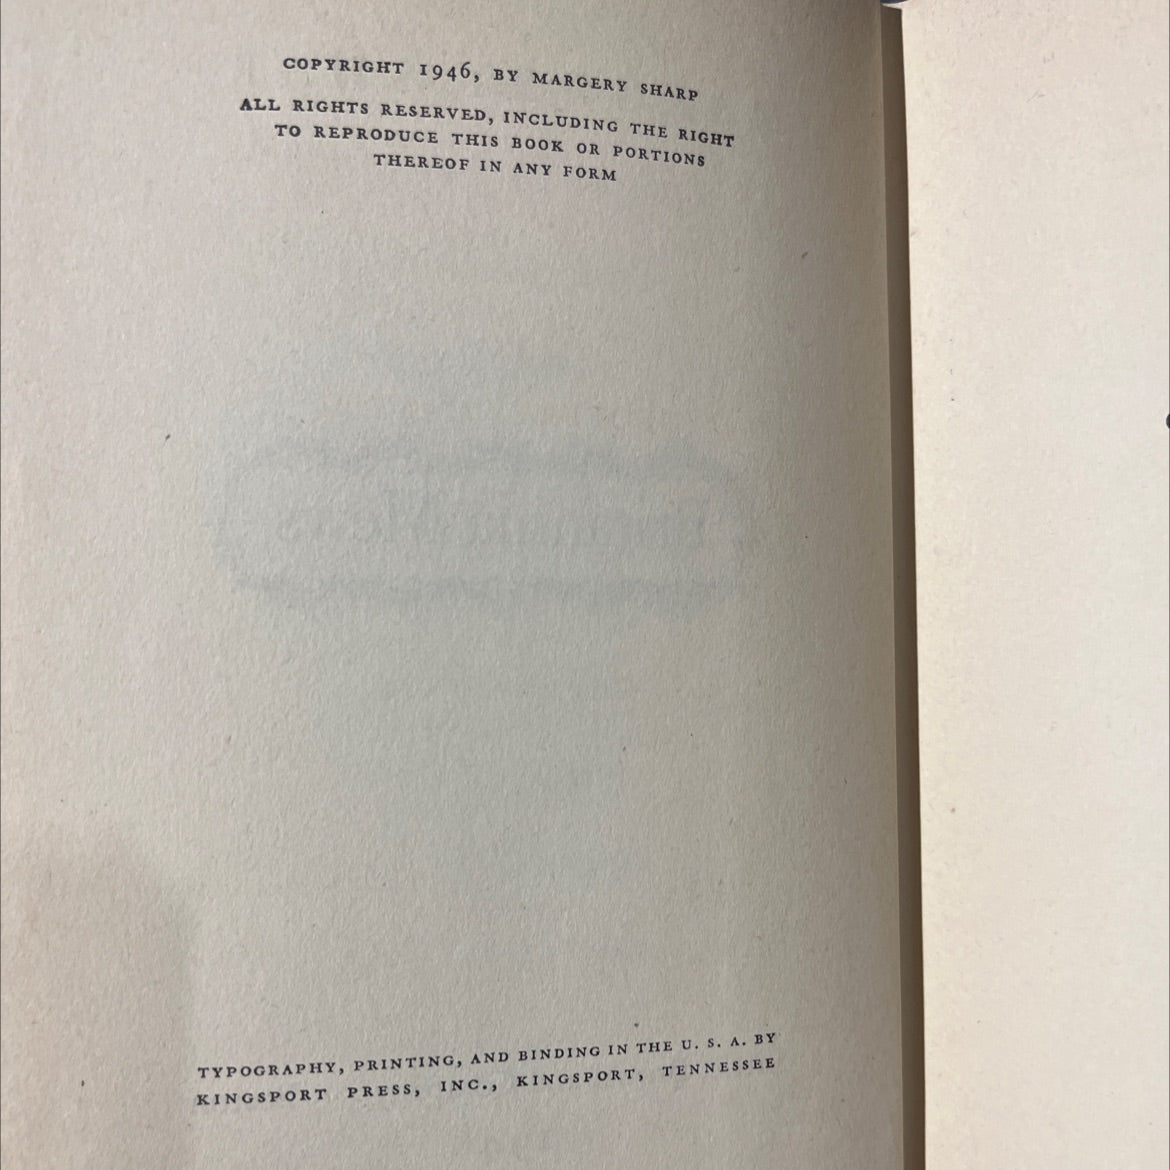 COPYRIGHT 1946, BY MARGERY SHARP
ALL RIGHTS RESERVED, INCLUDING THE RIGHT
TO REPRODUCE THIS BOOK OR PORTIONS
THEREOF IN ANY FORM
TYPOGRAPHY, PRINTING, AND BINDING IN THE U. S. A. BY
KINGSPORT PRESS, INC., KINGSPORT, TENNESSEE